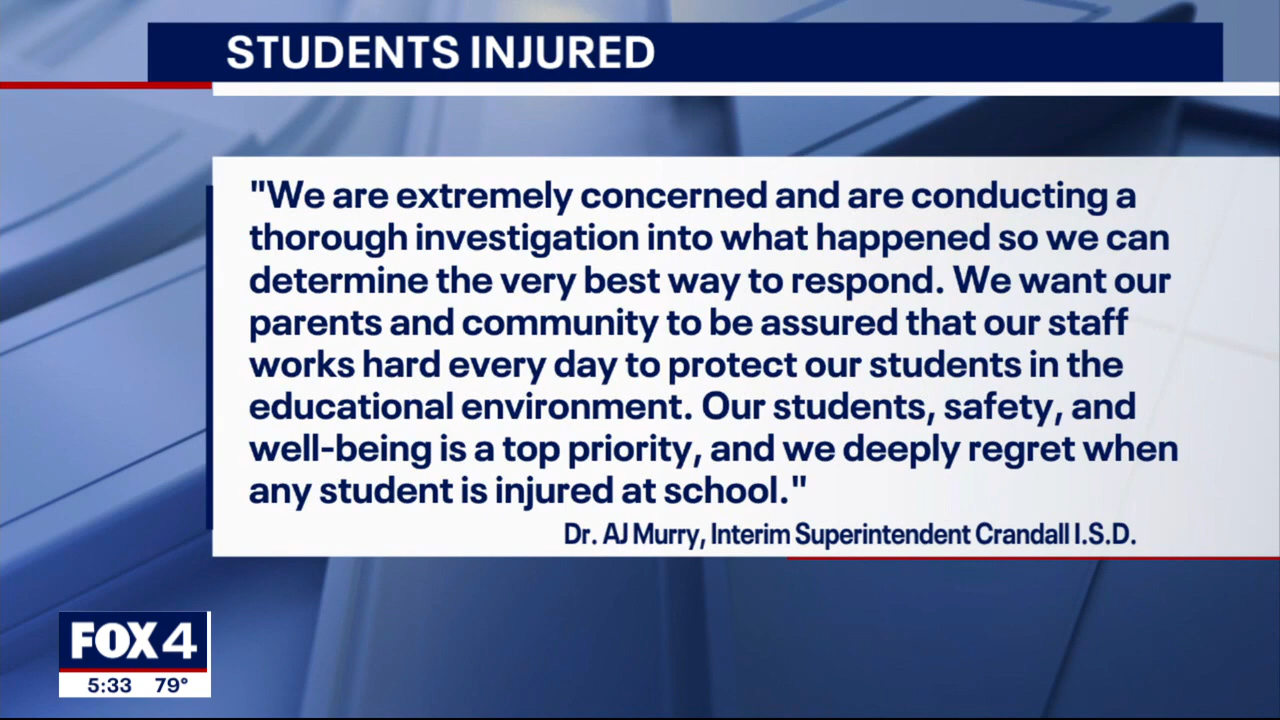 STUDENTS INJURED
"We are extremely concerned and are conducting a
thorough investigation into what happened so we can
determine the very best way to respond. We want our
parents and community to be assured that our staff
works hard every day to protect our students in the
educational environment. Our students, safety, and
well-being is a top priority, and we deeply regret when
any student is injured at school."
Dr. AJ Murry, Interim Superintendent Crandall I.S.D.
FOX 4
5:33 79°